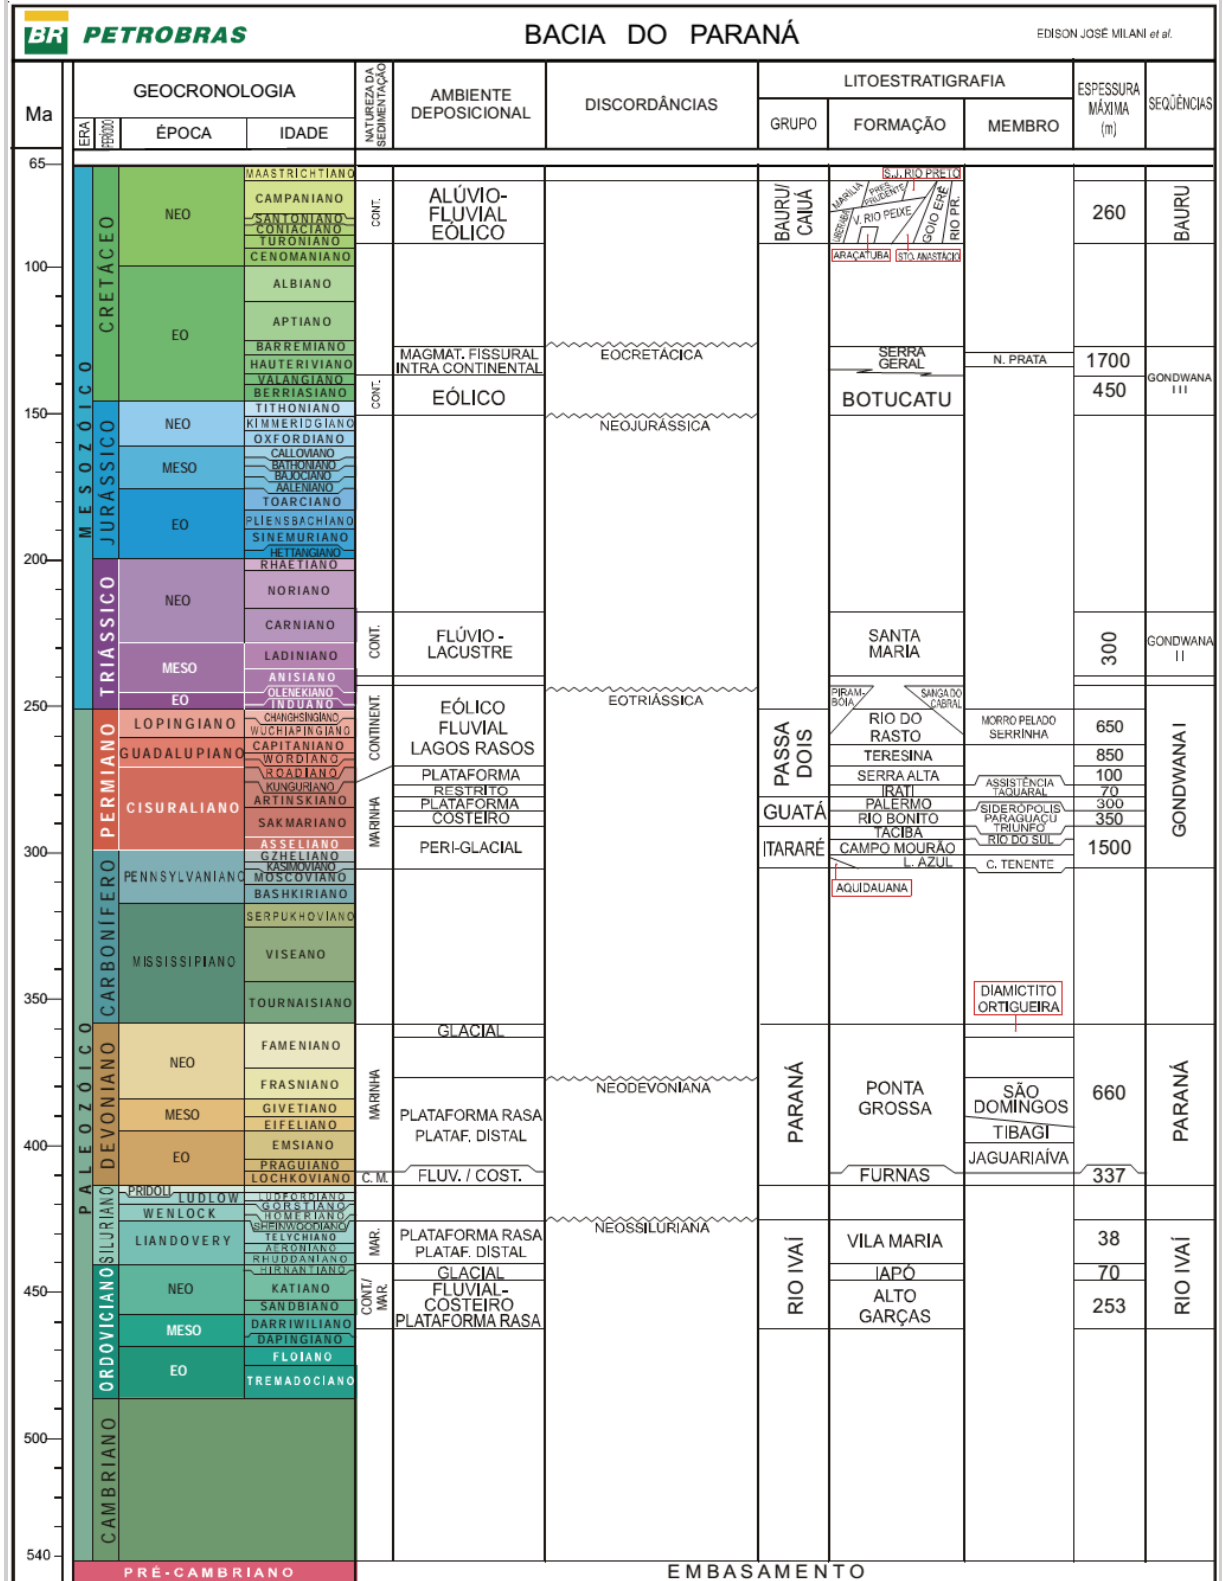 BR PETROBRAS
BACIA DO PARANÁ
EDISON JOSÉ MILANI et al.
Ma
GEOCRONOLOGIA
ERA
PERÍODO
ÉPOCA
IDADE
NATUREZA DA
SEDIMENTAÇÃO
AMBIENTE
DEPOSICIONAL
DISCORDÂNCIAS
LITOESTRATIGRAFIA
GRUPO
FORMAÇÃO
MEMBRO
ESPESSURA
MÁXIMA
(m)
SEQÜÊNCIAS
65
100
150
200
250
300
350
400
450
500
540
MESOZÓICO
PALEOZÓICO
CRETÁCEO
JURÁSSICO
TRIÁSSICO
PERMIANO
CARBONÍFERO
DEVONIANO
SILURIANO
ORDOVICIANO
CAMBRIANO
NEO
EO
NEO
MESO
EO
NEO
MESO
EO
LOPINGIANO
GUADALUPIANO
CISURALIANO
PENNSYLVANIANO
MISSISSIPIANO
NEO
MESO
EO
PRIDOLI
LUDLOW
WENLOCK
LIANDOVERY
NEO
MESO
EO
MAASTRICHTIANO
CAMPANIANO
SANTONIANO
CONIACIANO
TURONIANO
CENOMANIANO
ALBIANO
APTIANO
BARREMIANO
HAUTERIVIANO
VALANGIANO
BERRIASIANO
TITHONIANO
KIMMERIDGIANO
OXFORDIANO
CALLOVIANO
BATHONIANO
BAJOCIANO
AALENIANO
TOARCIANO
PLIENSBACHIANO
SINEMURIANO
HETTANGIANO
RHAETIANO
NORIANO
CARNIANO
LADINIANO
ANISIANO
OLENEKIANO
INDUANO
CHANGHSINGIANO
WUCHIAPINGIANO
CAPITANIANO
WORDIANO
ROADIANO
KUNGURIANO
ARTINSKIANO
SAKMARIANO
ASSELIANO
GZHELIANO
KASIMOVIANO
MOSCOVIANO
BASHKIRIANO
SERPUKHOVIANO
VISEANO
TOURNAISIANO
FAMENIANO
FRASNIANO
GIVETIANO
EIFELIANO
EMSIANO
PRAGUIANO
LOCHKOVIANO
LUDFORDIANO
GORSTIANO
HOMERIANO
SHEINWOODIANO
TELYCHIANO
AERONIANO
RHUDDANIANO
HIRNANTIANO
KATIANO
SANDBIANO
DARRIWILIANO
DAPINGIANO
FLOIANO
TREMADOCIANO
CONT.
CONT.
CONT.
CONTINENT.
MARINHA
MARINHA
C. M.
MAR.
CONT./
MAR.
ALÚVIO-
FLUVIAL
EÓLICO
MAGMAT. FISSURAL
INTRA CONTINENTAL
EÓLICO
FLÚVIO -
LACUSTRE
EÓLICO
FLUVIAL
LAGOS RASOS
PLATAFORMA
RESTRITO
PLATAFORMA
COSTEIRO
PERI-GLACIAL
GLACIAL
PLATAFORMA RASA
PLATAF. DISTAL
FLUV. / COST.
PLATAFORMA RASA
PLATAF. DISTAL
GLACIAL
FLUVIAL-
COSTEIRO
PLATAFORMA RASA
EOCRETÁCICA
NEOJURÁSSICA
EOTRIÁSSICA
NEODEVONIANA
NEOSSILURIANA
BAURU/
CAIUÁ
PASSA
DOIS
GUATÁ
ITARARÉ
PARANÁ
RIO IVAÍ
S.J. RIO PRETO
MARÍLIA
PRES.
PRUDENTE
UBERABA
V. RIO PEIXE
GOIO ERÊ
RIO PR.
ARAÇATUBA
STO. ANASTÁCIO
SERRA
GERAL
BOTUCATU
SANTA
MARIA
PIRAM-
BÓIA
SANGA DO
CABRAL
RIO DO
RASTO
TERESINA
SERRA ALTA
IRATI
PALERMO
RIO BONITO
TACIBA
CAMPO MOURÃO
L. AZUL
AQUIDAUANA
PONTA
GROSSA
FURNAS
VILA MARIA
IAPÓ
ALTO
GARÇAS
N. PRATA
MORRO PELADO
SERRINHA
ASSISTÊNCIA
TAQUARAL
SIDERÓPOLIS
PARAGUAÇU
TRIUNFO
RIO DO SUL
C. TENENTE
DIAMICTITO
ORTIGUEIRA
SÃO
DOMINGOS
TIBAGI
JAGUARIAÍVA
260
1700
450
300
650
850
100
70
300
350
1500
660
337
38
70
253
BAURU
GONDWANA
III
GONDWANA
II
GONDWANA I
PARANÁ
RIO IVAÍ
PRÉ-CAMBRIANO
EMBASAMENTO